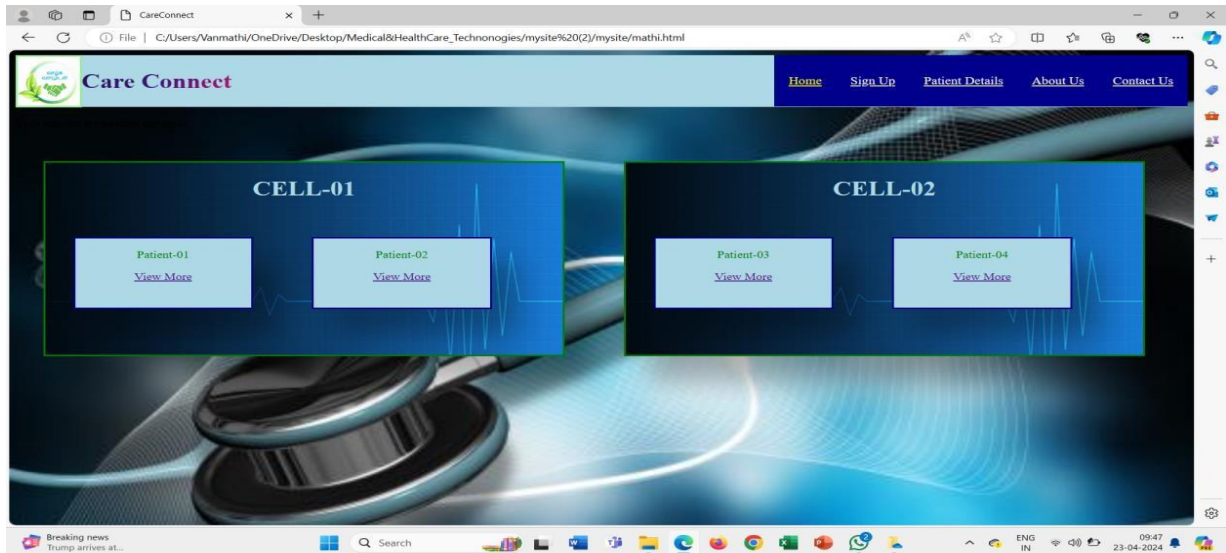 CareConnect
File | C:/Users/Vanmathi/OneDrive/Desktop/Medical&HealthCare_Technonogies/mysite%20(2)/mysite/mathi.html
Care Connect
Home Sign Up Patient Details About Us Contact Us
CELL-01
CELL-02
Patient-01
Patient-02
Patient-03
Patient-04
View More
View More
View More
View More
Breaking news
Trump arrives at...
Search
ENG
IN
09:47
23-04-2024